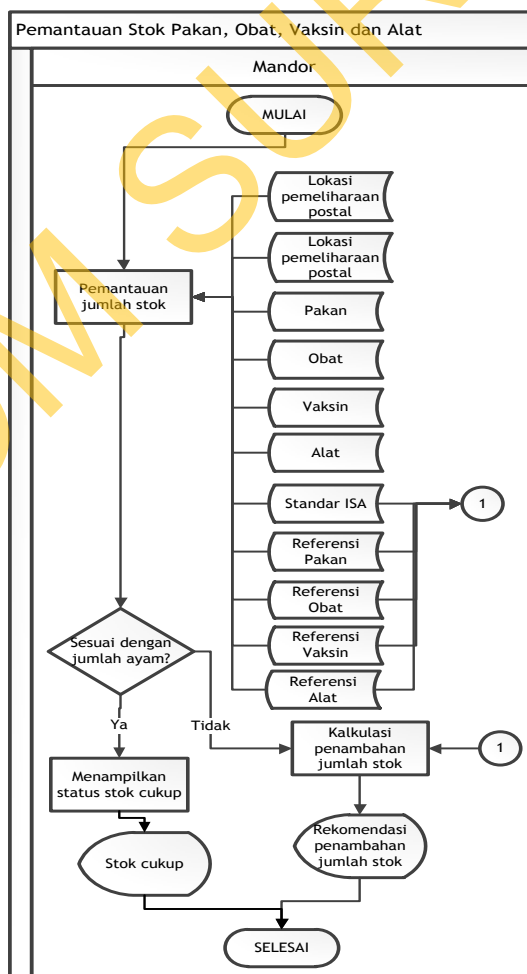 Pemantauan Stok Pakan, Obat, Vaksin dan Alat
Mandor
MULAI
Lokasi
pemeliharaan
postal
Lokasi
pemeliharaan
postal
Pemantauan
jumlah stok
Pakan
Obat
Vaksin
Alat
Standar ISA
1
Referensi
Pakan
Referensi
Obat
Referensi
Vaksin
Referensi
Alat
Sesuai dengan
jumlah ayam?
Ya
Tidak
Kalkulasi
penambahan
jumlah stok
1
Menampilkan
status stok cukup
Stok cukup
Rekomendasi
penambahan
jumlah stok
SELESAI
OM SUR